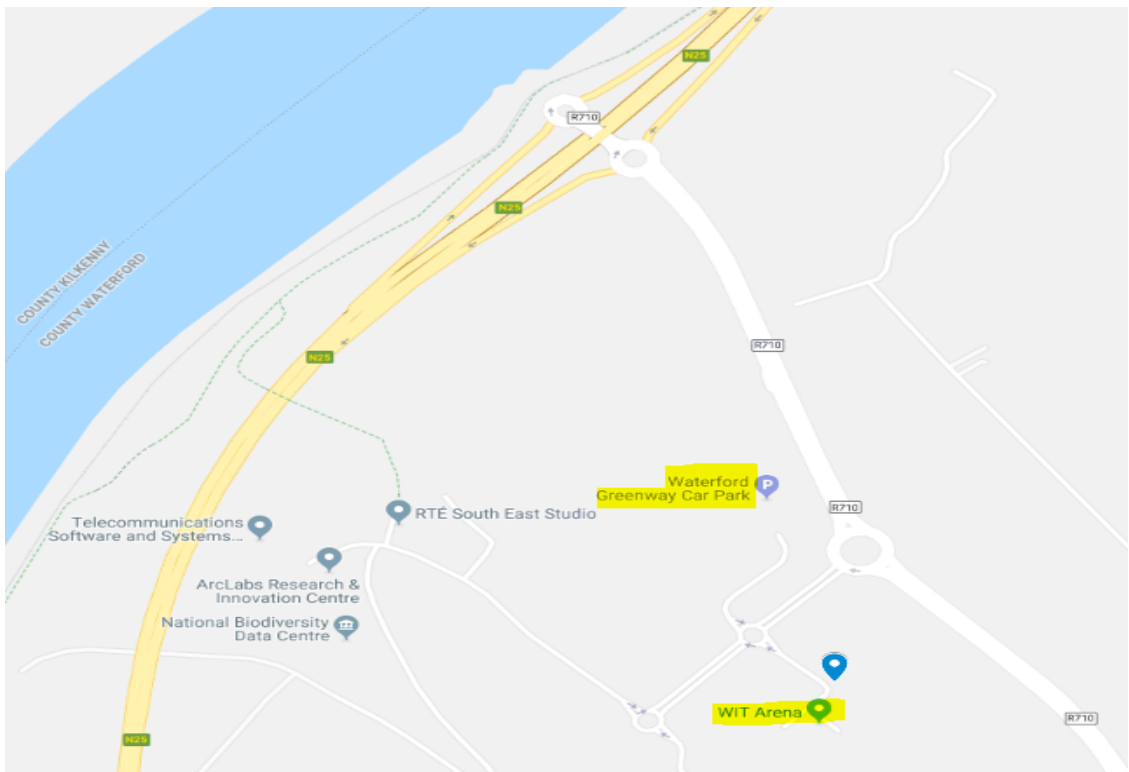 N25
R710
N25
COUNTY KILKENNY
COUNTY WATERFORD
R710
N25
Waterford
Greenway Car Park
P
R710
RTÉ South East Studio
Telecommunications
Software and Systems...
ArcLabs Research &
Innovation Centre
National Biodiversity
Data Centre
WIT Arena
R710
N25